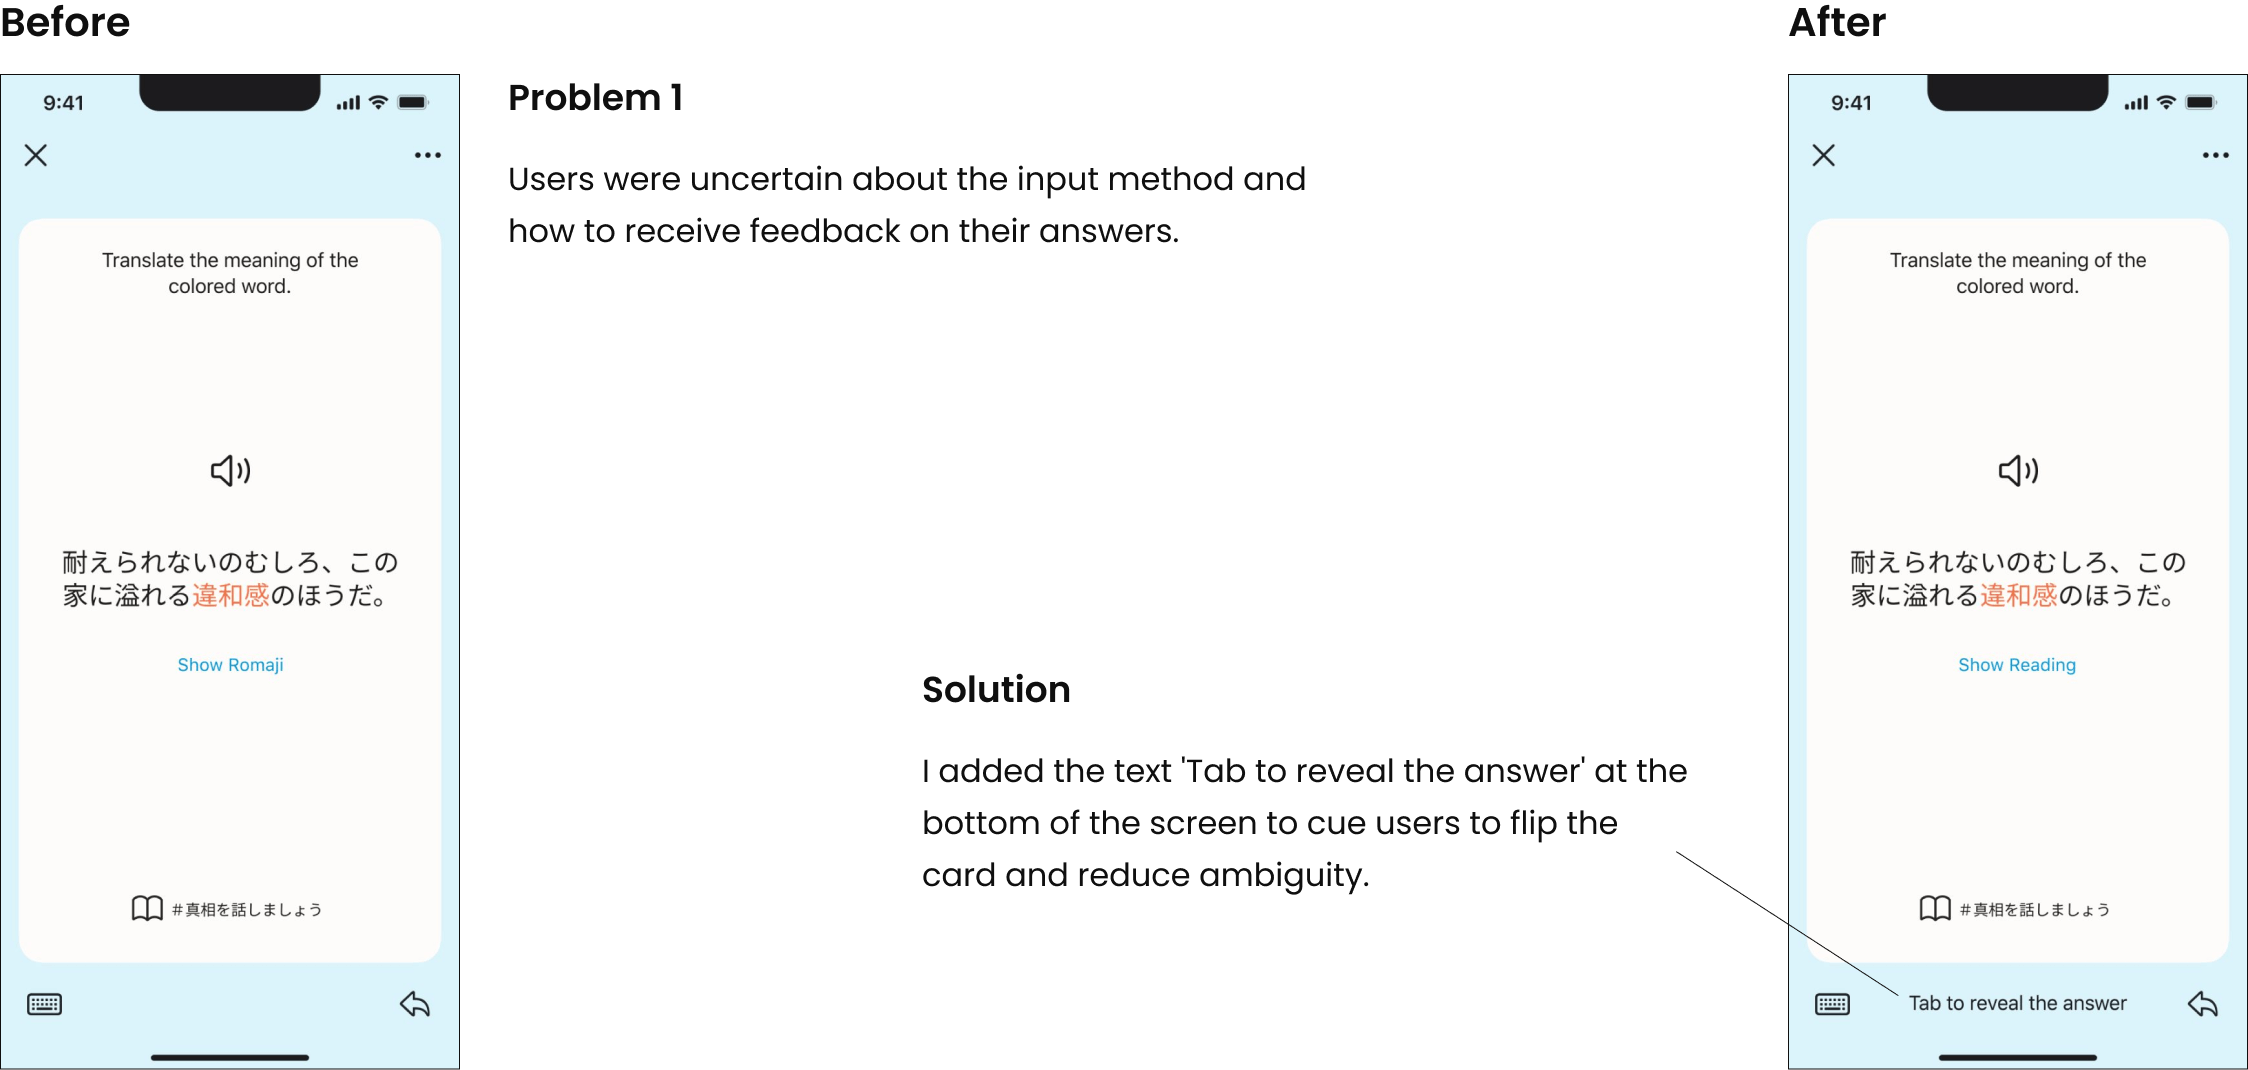 Before
9:41
Translate the meaning of the
colored word.
耐えられないのむしろ、この
家に溢れる違和感のほうだ。
Show Romaji
#真相を話しましょう
Problem 1
Users were uncertain about the input method and
how to receive feedback on their answers.
Solution
I added the text 'Tab to reveal the answer' at the
bottom of the screen to cue users to flip the
card and reduce ambiguity.
After
9:41
Translate the meaning of the
colored word.
耐えられないのむしろ、この
家に溢れる違和感のほうだ。
Show Reading
#真相を話しましょう
Tab to reveal the answer